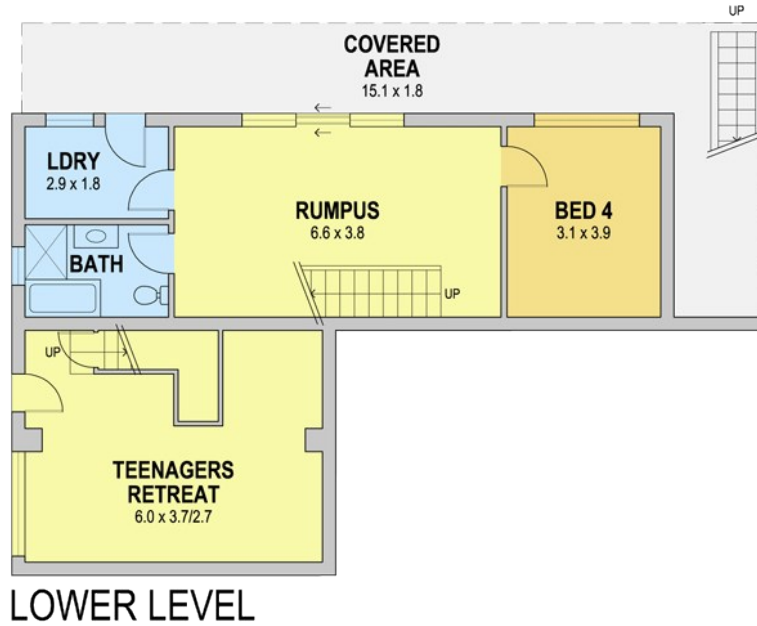 UP
COVERED
AREA
15.1 x 1.8
LDRY
2.9 x 1.8
RUMPUS
6.6 x 3.8
BED 4
3.1 x 3.9
BATH
UP
UP
TEENAGERS
RETREAT
6.0 x 3.7/2.7
LOWER LEVEL